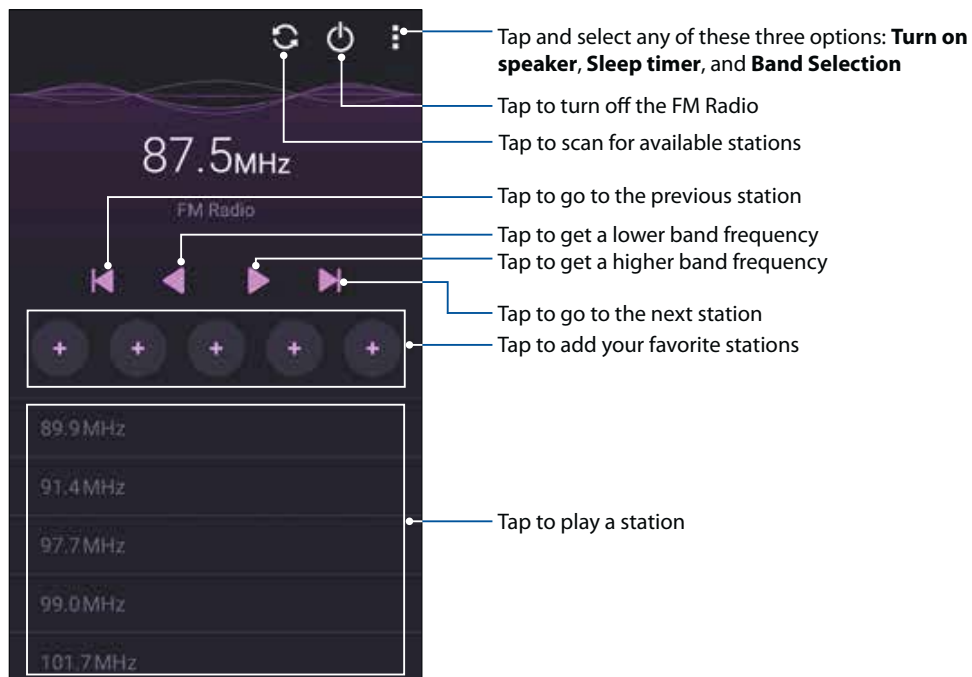 Tap and select any of these three options: Turn on
speaker, Sleep timer, and Band Selection
Tap to turn off the FM Radio
Tap to scan for available stations
87.5MHz
Tap to go to the previous station
FM Radio
Tap to get a lower band frequency
Tap to get a higher band frequency
Tap to go to the next station
Tap to add your favorite stations
89.9MHz
91.4MHz
Tap to play a station
97.7MHz
99.0MHz
101.7MHz